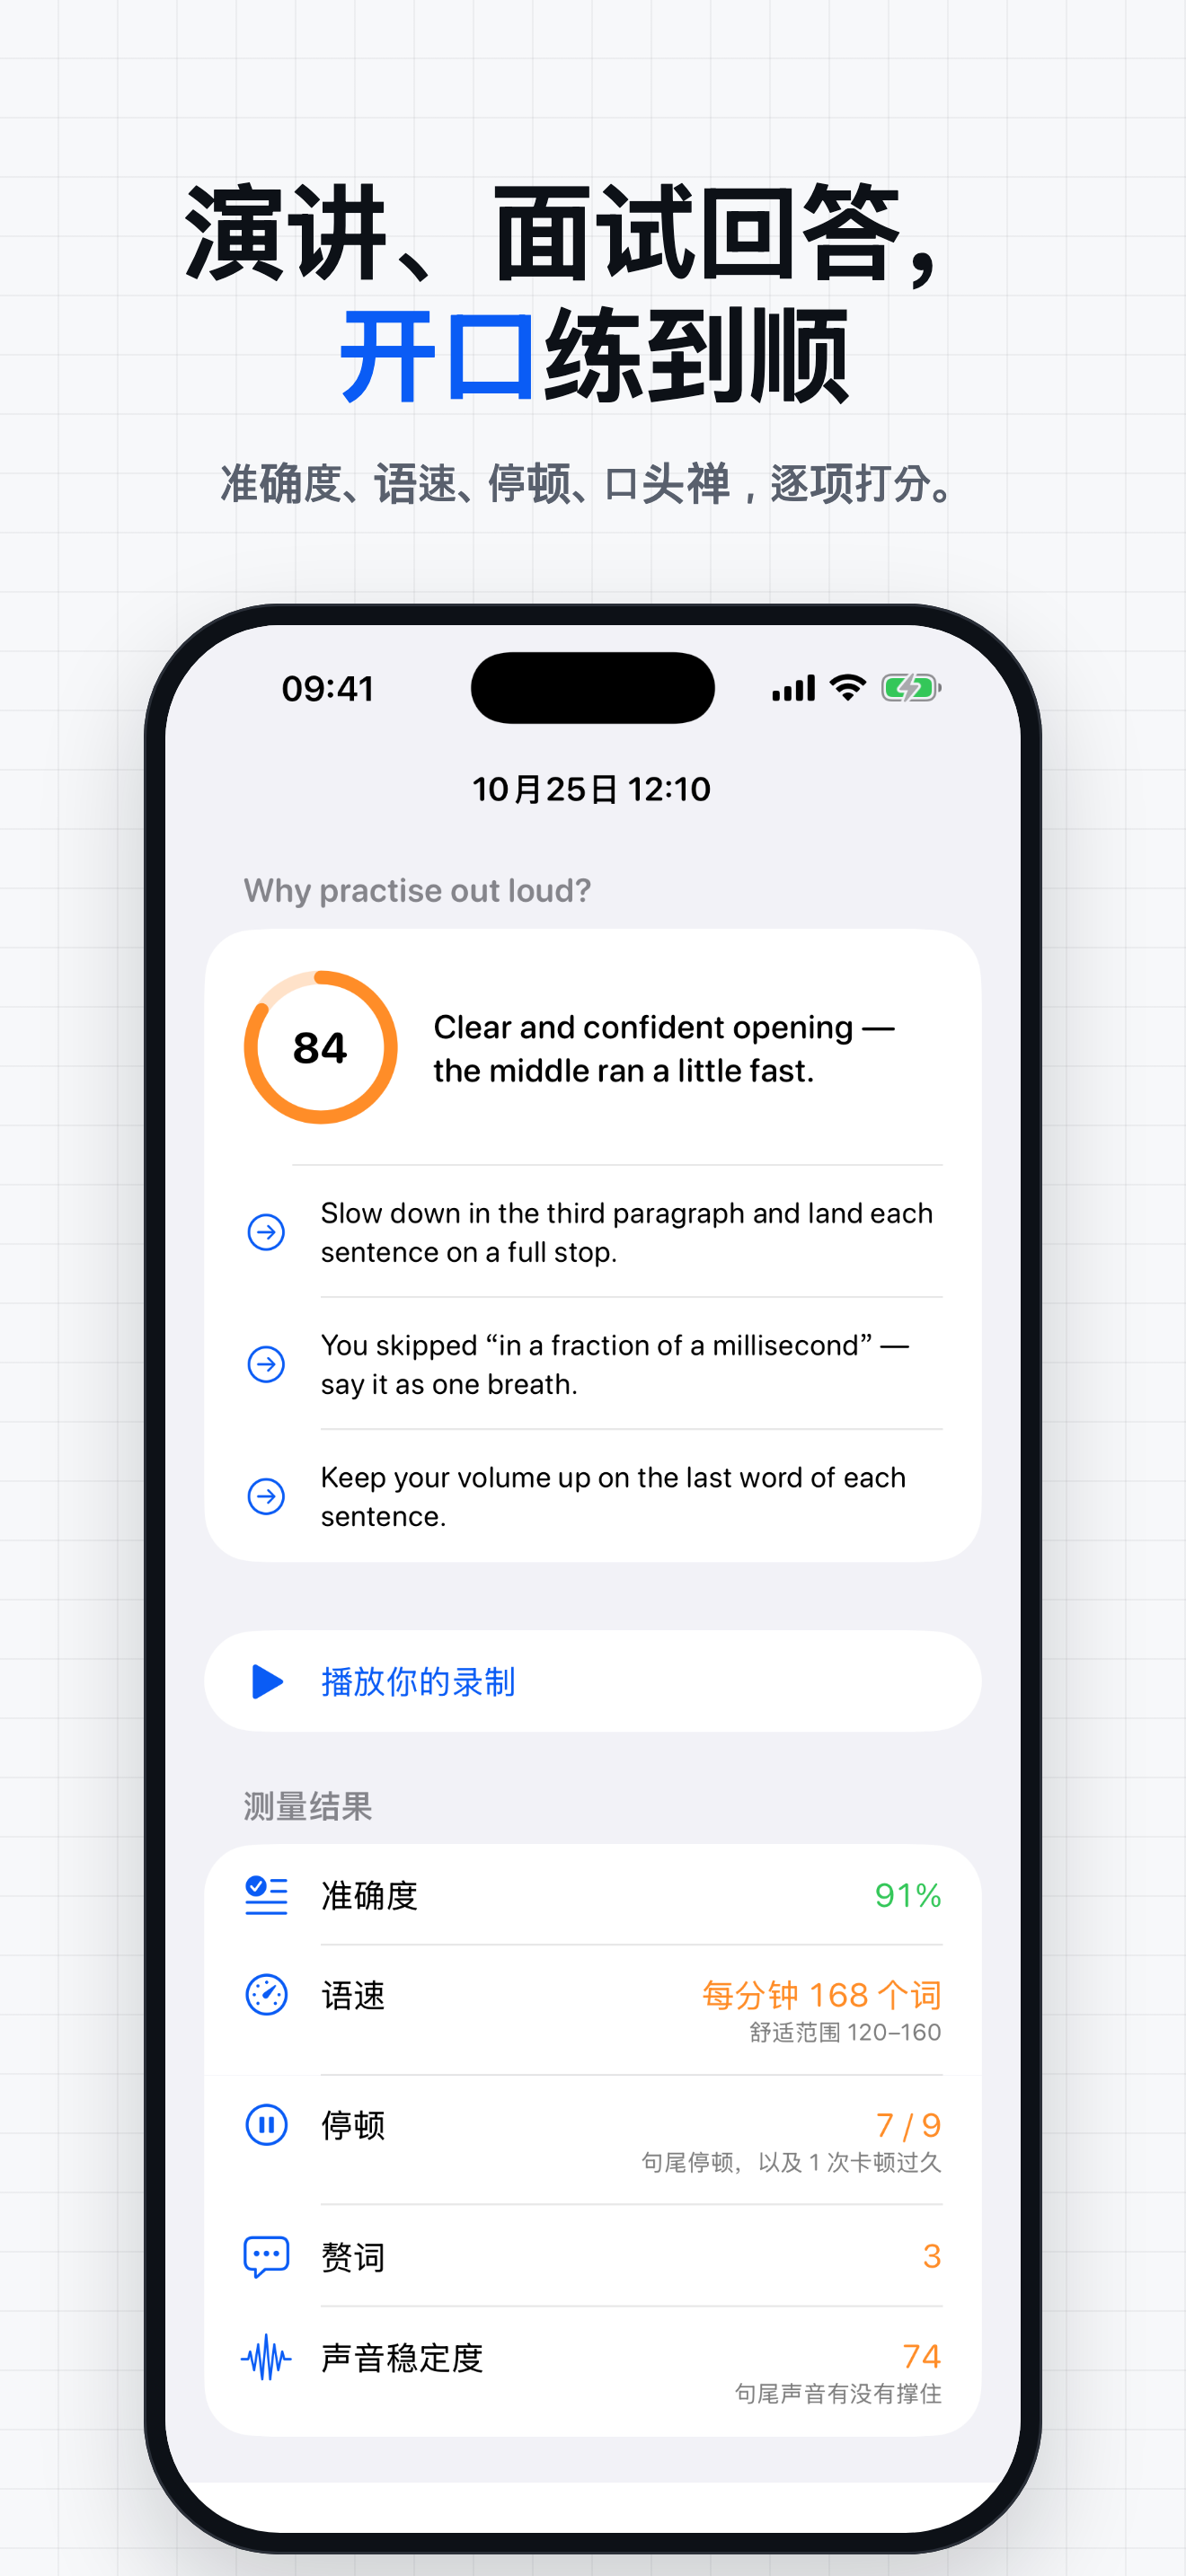 演讲、面试回答，
开口练到顺
准确度、语速、停顿、口头禅，逐项打分。
09:41
10月25日 12:10
Why practise out loud?
84
Clear and confident opening —
the middle ran a little fast.
Slow down in the third paragraph and land each
sentence on a full stop.
You skipped “in a fraction of a millisecond” —
say it as one breath.
Keep your volume up on the last word of each
sentence.
播放你的录制
测量结果
准确度 91%
语速 每分钟 168 个词
舒适范围 120–160
停顿 7 / 9
句尾停顿，以及 1 次卡顿过久
赘词 3
声音稳定度 74
句尾声音有没有撑住